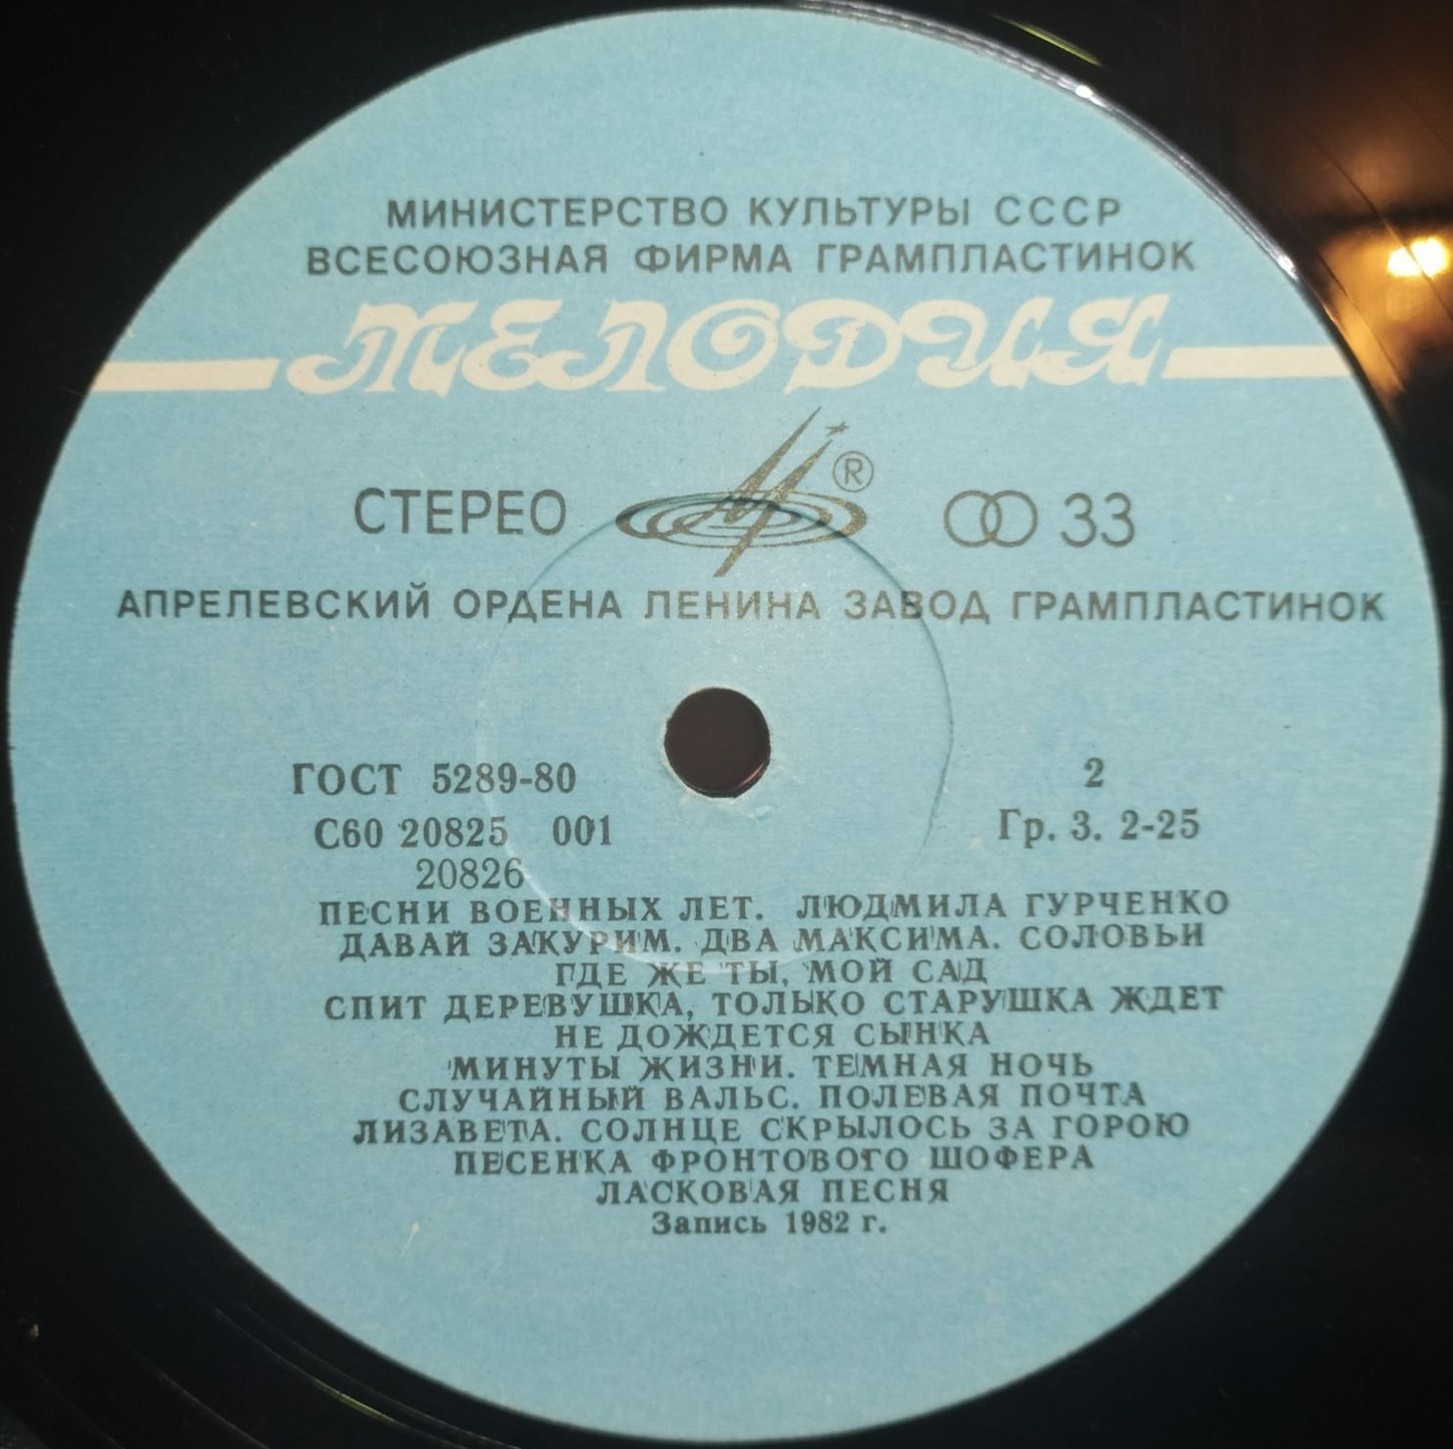 МИНИСТЕРСТВО КУЛЬТУРЫ СССР
ВСЕСОЮЗНАЯ ФИРМА ГРАМПЛАСТИНОК
МЕЛОДИЯ
СТЕРЕО ® 33
АПРЕЛЕВСКИЙ ОРДЕНА ЛЕНИНА ЗАВОД ГРАМПЛАСТИНОК
ГОСТ 5289-80 2
С60 20825 001 Гр. 3. 2-25
20826
ПЕСНИ ВОЕННЫХ ЛЕТ. ЛЮДМИЛА ГУРЧЕНКО
ДАВАЙ ЗАКУРИМ. ДВА МАКСИМА. СОЛОВЬИ
ГДЕ ЖЕ ТЫ, МОЙ САД
СПИТ ДЕРЕВУШКА, ТОЛЬКО СТАРУШКА ЖДЕТ
НЕ ДОЖДЕТСЯ СЫНКА
МИНУТЫ ЖИЗНИ. ТЕМНАЯ НОЧЬ
СЛУЧАЙНЫЙ ВАЛЬС. ПОЛЕВАЯ ПОЧТА
ЛИЗАВЕТА. СОЛНЦЕ СКРЫЛОСЬ ЗА ГОРОЮ
ПЕСЕНКА ФРОНТОВОГО ШОФЕРА
ЛАСКОВАЯ ПЕСНЯ
Запись 1982 г.